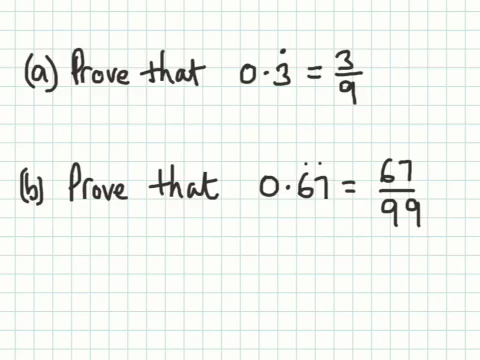 (a) Prove that 0·3̇ = 3/9
(b) Prove that 0·6̇7̇ = 67/99